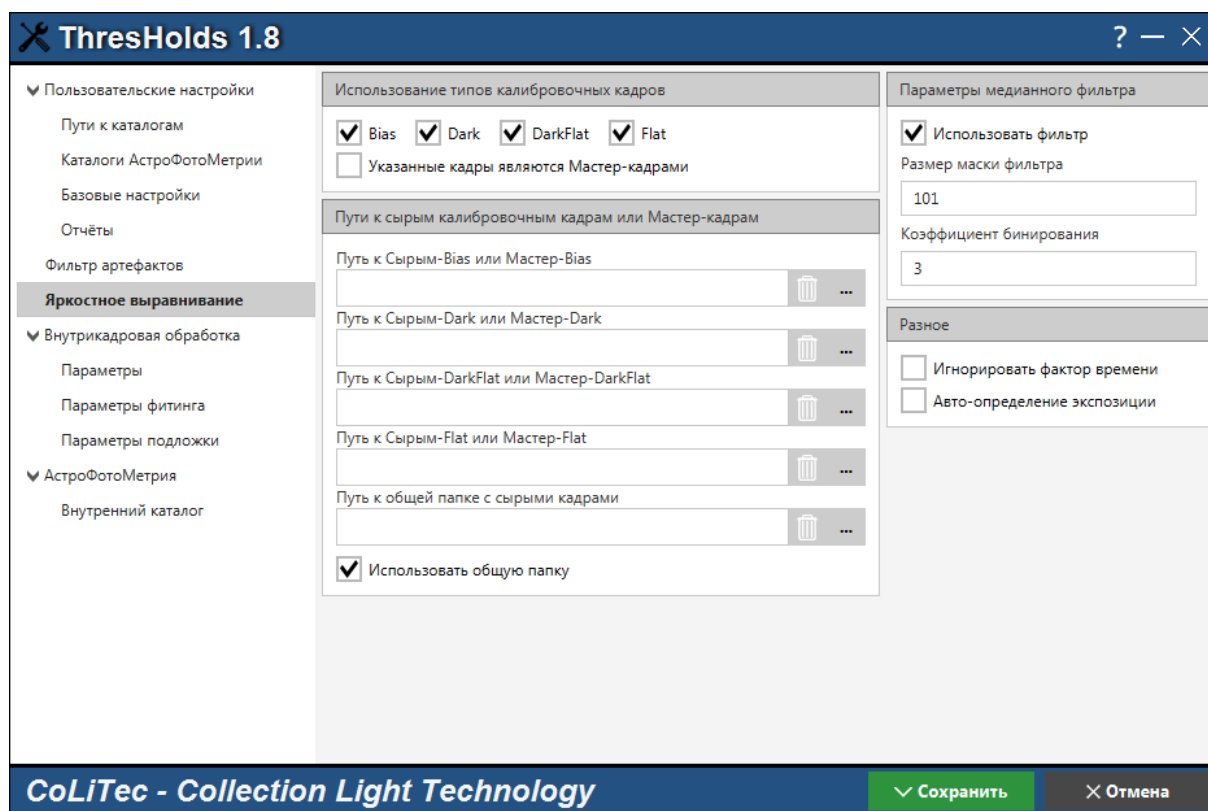 ThresHolds 1.8
? — ×
Пользовательские настройки
Пути к каталогам
Каталоги АстроФотоМетрии
Базовые настройки
Отчёты
Фильтр артефактов
Яркостное выравнивание
Внутрикадровая обработка
Параметры
Параметры фитинга
Параметры подложки
АстроФотоМетрия
Внутренний каталог
Использование типов калибровочных кадров
Bias Dark DarkFlat Flat
Указанные кадры являются Мастер-кадрами
Пути к сырым калибровочным кадрам или Мастер-кадрам
Путь к Сырым-Bias или Мастер-Bias
...
Путь к Сырым-Dark или Мастер-Dark
...
Путь к Сырым-DarkFlat или Мастер-DarkFlat
...
Путь к Сырым-Flat или Мастер-Flat
...
Путь к общей папке с сырыми кадрами
...
Использовать общую папку
Параметры медианного фильтра
Использовать фильтр
Размер маски фильтра
101
Коэффициент бинирования
3
Разное
Игнорировать фактор времени
Авто-определение экспозиции
CoLiTec - Collection Light Technology
Сохранить
Отмена